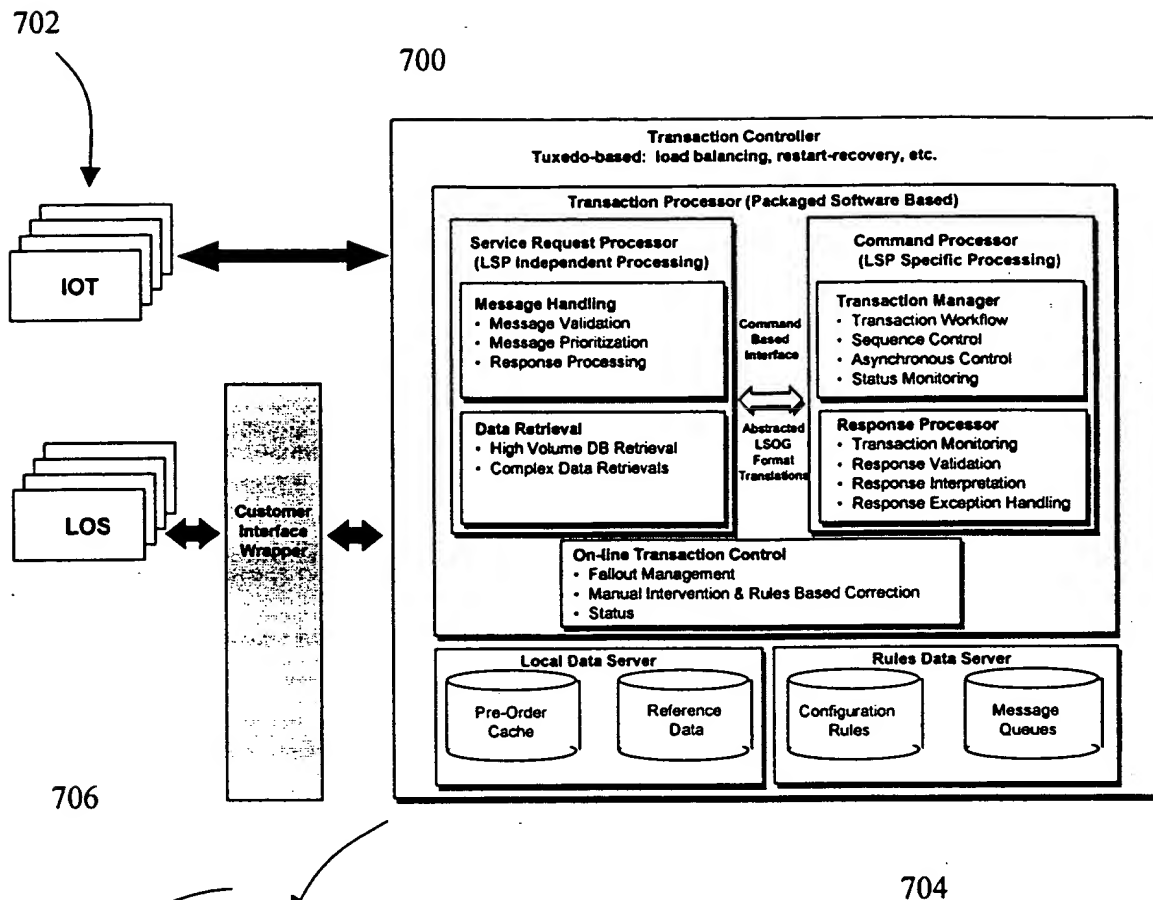 702
700
Transaction Controller
Tuxedo-based: load balancing, restart-recovery, etc.
Transaction Processor (Packaged Software Based)
Service Request Processor
(LSP Independent Processing)
Message Handling
• Message Validation
• Message Prioritization
• Response Processing
Data Retrieval
• High Volume DB Retrieval
• Complex Data Retrievals
Command
Based
Interface
Abstracted
LSOG
Format
Translations
Command Processor
(LSP Specific Processing)
Transaction Manager
• Transaction Workflow
• Sequence Control
• Asynchronous Control
• Status Monitoring
Response Processor
• Transaction Monitoring
• Response Validation
• Response Interpretation
• Response Exception Handling
IOT
LOS
Customer
Interface
Wrapper
On-line Transaction Control
• Fallout Management
• Manual Intervention & Rules Based Correction
• Status
Local Data Server
Pre-Order
Cache
Reference
Data
Rules Data Server
Configuration
Rules
Message
Queues
706
704